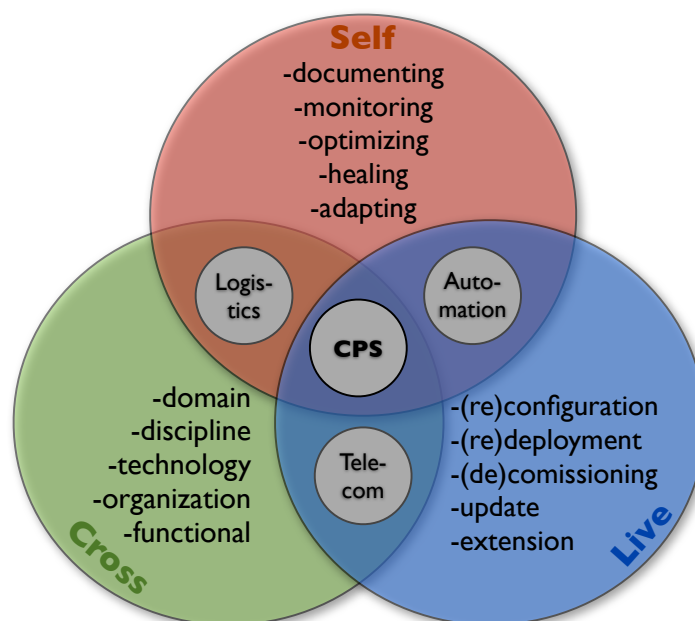 Self
-documenting
-monitoring
-optimizing
-healing
-adapting
Logis-
tics
Auto-
mation
CPS
-domain
-discipline
-technology
-organization
-functional
Cross
Tele-
com
-(re)configuration
-(re)deployment
-(de)comissioning
-update
-extension
Live